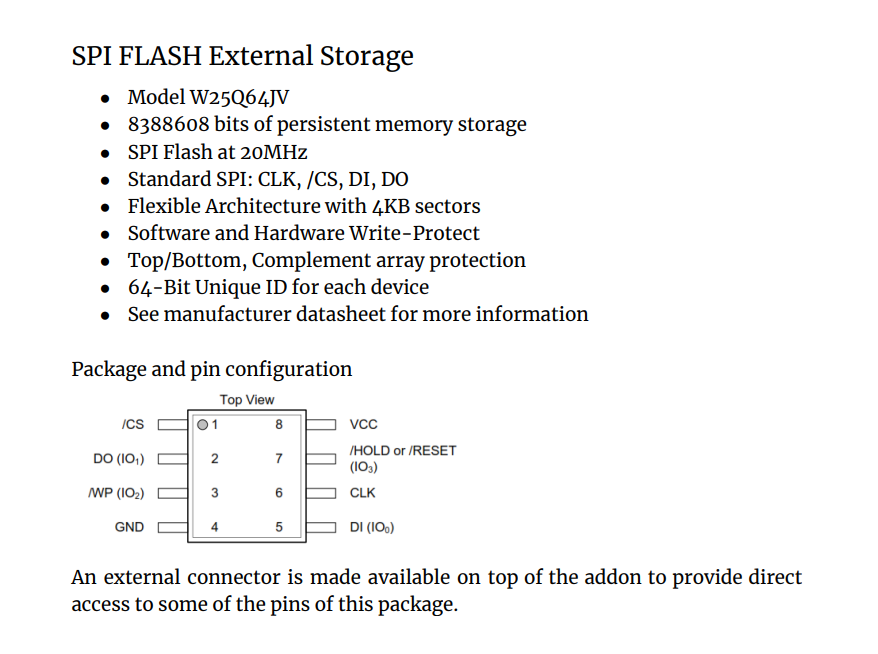 SPI FLASH External Storage
● Model W25Q64JV
● 8388608 bits of persistent memory storage
● SPI Flash at 20MHz
● Standard SPI: CLK, /CS, DI, DO
● Flexible Architecture with 4KB sectors
● Software and Hardware Write-Protect
● Top/Bottom, Complement array protection
● 64-Bit Unique ID for each device
● See manufacturer datasheet for more information
Package and pin configuration
Top View
/CS 1 8 VCC
DO (IO₁) 2 7 /HOLD or /RESET
(IO₃)
/WP (IO₂) 3 6 CLK
GND 4 5 DI (IO₀)
An external connector is made available on top of the addon to provide direct
access to some of the pins of this package.